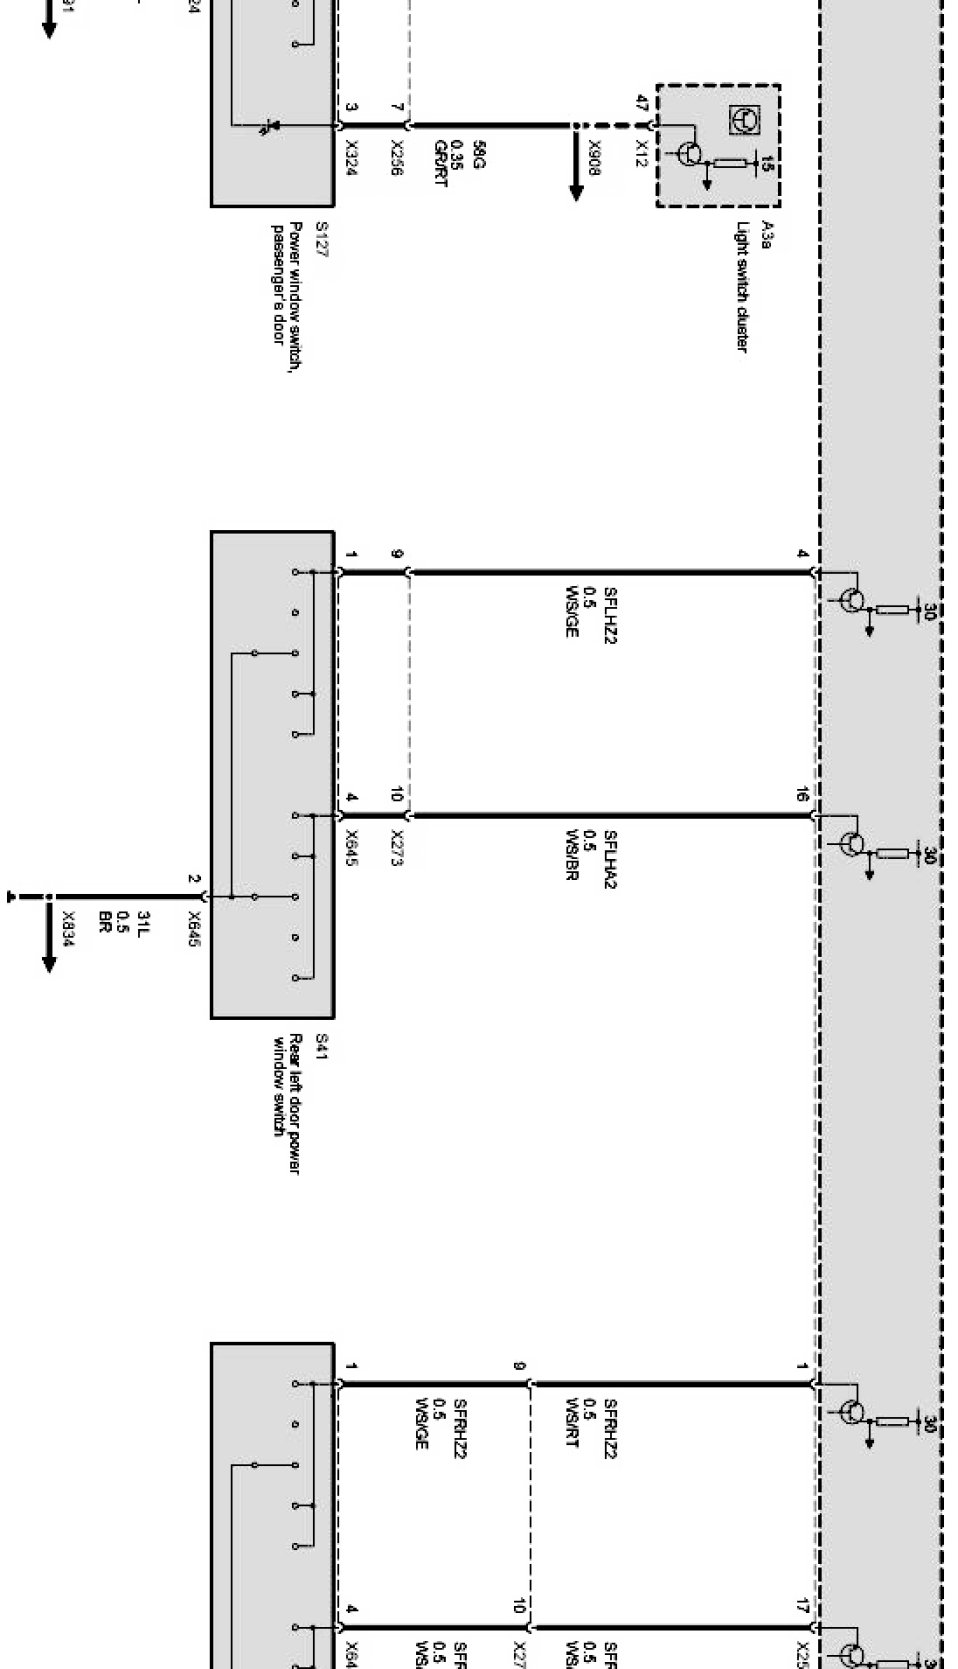 15
A3a
Light switch cluster
47
X12
X908
58G
0.35
GR/RT
7
X256
3
X324
S127
Power window switch,
passenger's door
24
91
30
4
SFLHZ2
0.5
WS/GE
9
1
30
16
SFLHA2
0.5
WS/BR
10
X273
4
X645
2
X645
31L
0.5
BR
X834
S41
Rear left door power
window switch
30
1
SFRHZ2
0.5
WS/RT
9
SFRHZ2
0.5
WS/GE
1
17
X25
SFR
0.5
WS/
10
X27
SFR
0.5
WS/
4
X64